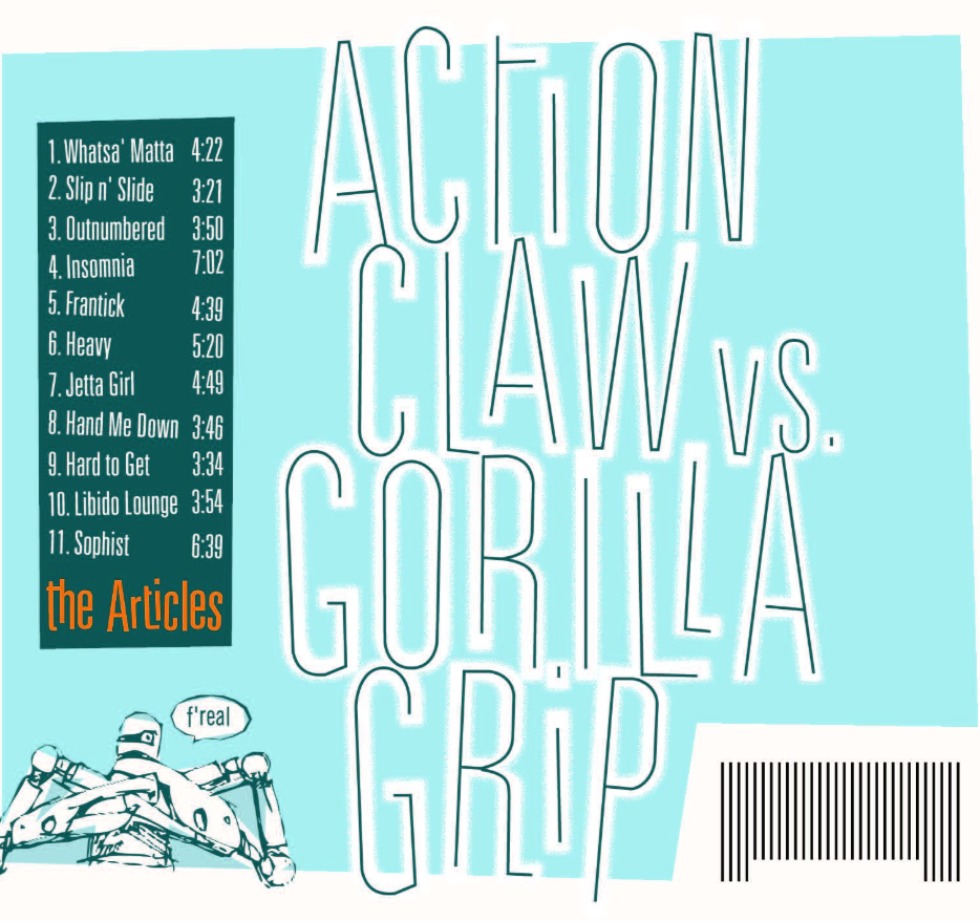 1. Whatsa' Matta 4:22
2. Slip n' Slide 3:21
3. Outnumbered 3:50
4. Insomnia 7:02
5. Frantick 4:39
6. Heavy 5:20
7. Jetta Girl 4:49
8. Hand Me Down 3:46
9. Hard to Get 3:34
10. Libido Lounge 3:54
11. Sophist 6:39
the Articles
ACtiON
CLAW vs.
GORILLA
GRiP
f'real